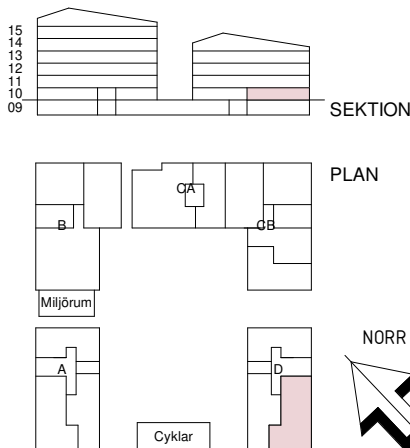 15
14
13
12
11
10
09
SEKTION
PLAN
CA
B
CB
Miljörum
NORR
A
D
Cyklar